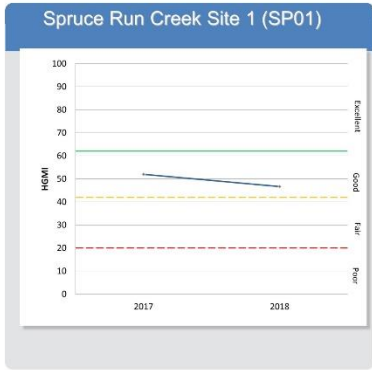 Spruce Run Creek Site 1 (SP01)
100
90
80
70
60
50
40
30
20
10
0
HGMI
Excellent
Good
Fair
Poor
2017
2018